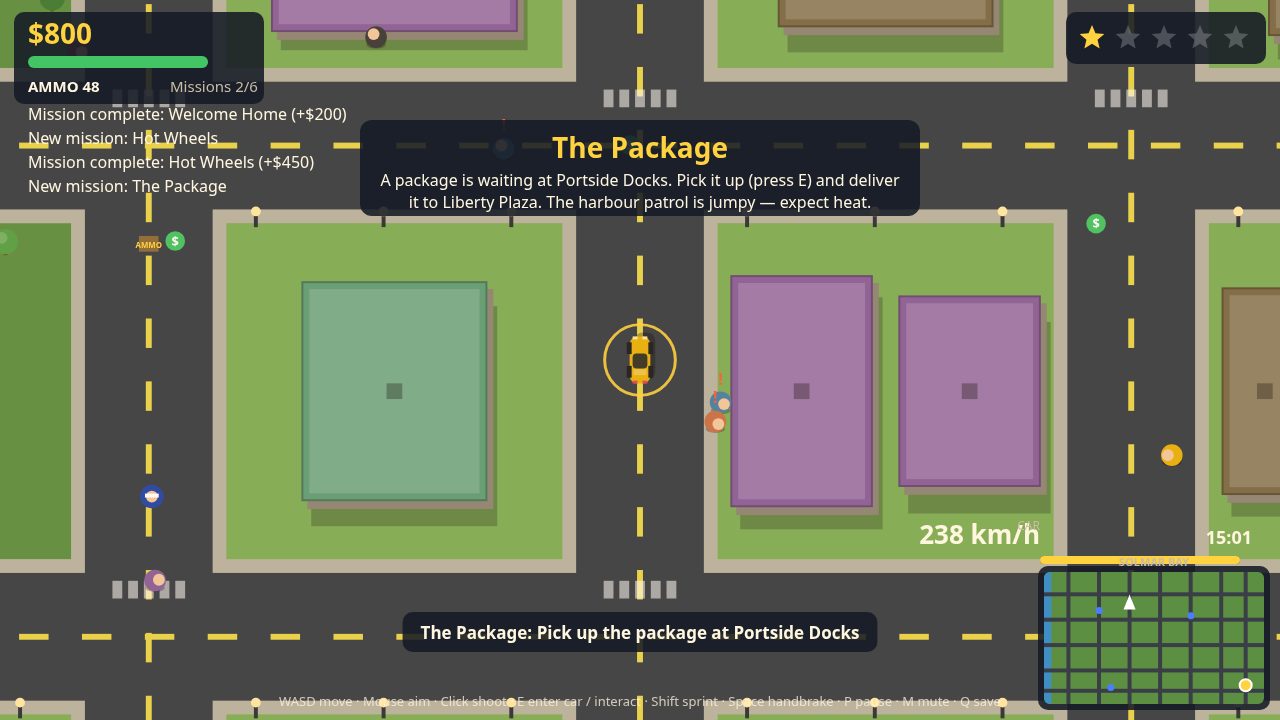 $800
AMMO 48 Missions 2/6
Mission complete: Welcome Home (+$200)
New mission: Hot Wheels
Mission complete: Hot Wheels (+$450)
New mission: The Package
The Package
A package is waiting at Portside Docks. Pick it up (press E) and deliver
it to Liberty Plaza. The harbour patrol is jumpy — expect heat.
AMMO $
$
!
CAR
238 km/h
15:01
SOLMAR BAY
The Package: Pick up the package at Portside Docks
WASD move · Mouse aim · Click shoot · E enter car / interact · Shift sprint · Space handbrake · P pause · M mute · Q save